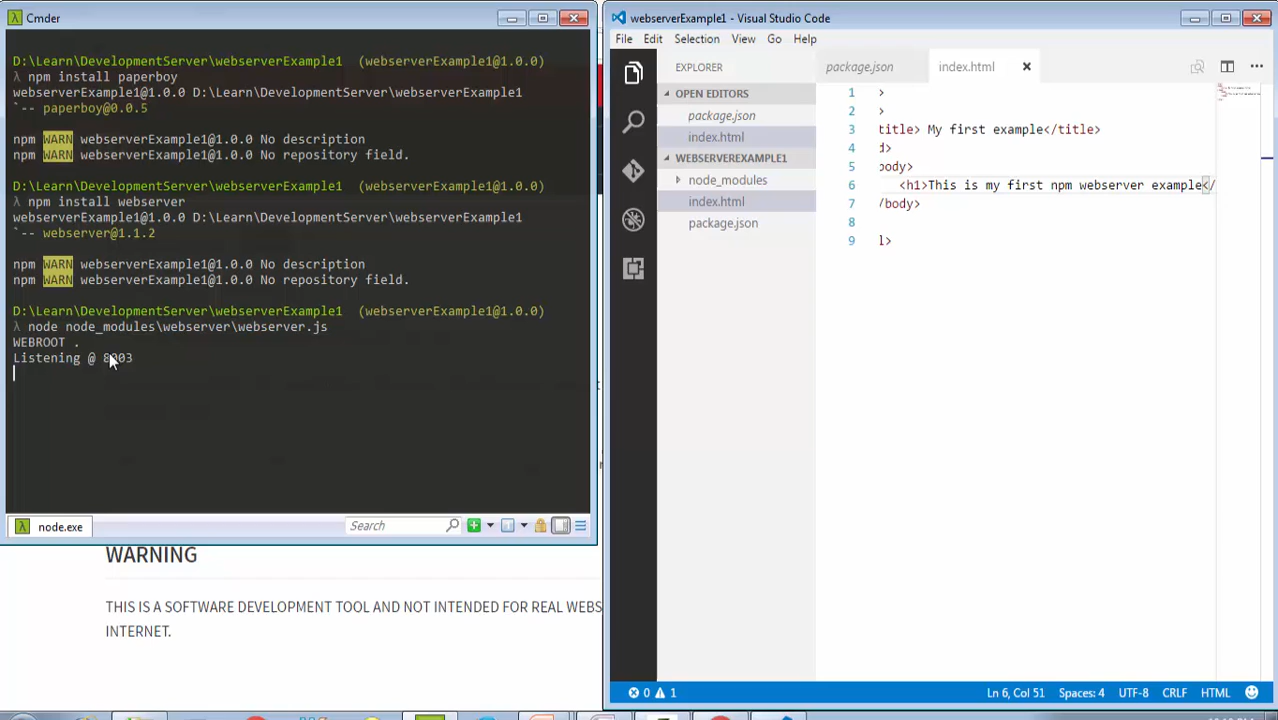 Cmder
D:\Learn\DevelopmentServer\webserverExample1 (webserverExample1@1.0.0)
λ npm install paperboy
webserverExample1@1.0.0 D:\Learn\DevelopmentServer\webserverExample1
`-- paperboy@0.0.5
npm WARN webserverExample1@1.0.0 No description
npm WARN webserverExample1@1.0.0 No repository field.
D:\Learn\DevelopmentServer\webserverExample1 (webserverExample1@1.0.0)
λ npm install webserver
webserverExample1@1.0.0 D:\Learn\DevelopmentServer\webserverExample1
`-- webserver@1.1.2
npm WARN webserverExample1@1.0.0 No description
npm WARN webserverExample1@1.0.0 No repository field.
D:\Learn\DevelopmentServer\webserverExample1 (webserverExample1@1.0.0)
λ node node_modules\webserver\webserver.js
WEBROOT .
Listening @ 8003
node.exe
Search
WARNING
THIS IS A SOFTWARE DEVELOPMENT TOOL AND NOT INTENDED FOR REAL WEBS
INTERNET.
webserverExample1 - Visual Studio Code
File Edit Selection View Go Help
EXPLORER
OPEN EDITORS
package.json
index.html
WEBSERVEREXAMPLE1
node_modules
index.html
package.json
package.json index.html
1 >
2 >
3 title> My first example</title>
4 d>
5 body>
6 <h1>This is my first npm webserver example</
7 /body>
8
9 l>
0 1 Ln 6, Col 51 Spaces: 4 UTF-8 CRLF HTML